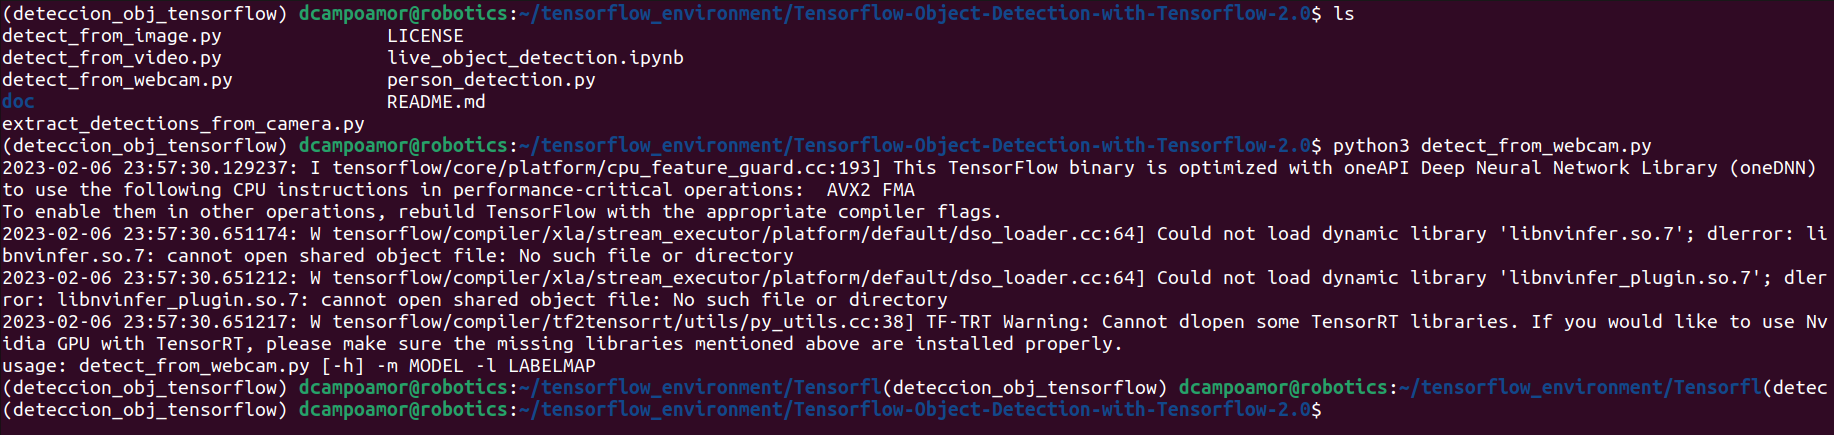 (deteccion_obj_tensorflow) dcampoamor@robotics:~/tensorflow_environment/Tensorflow-Object-Detection-with-Tensorflow-2.0$ ls
detect_from_image.py               LICENSE
detect_from_video.py               live_object_detection.ipynb
detect_from_webcam.py              person_detection.py
doc                                README.md
extract_detections_from_camera.py
(deteccion_obj_tensorflow) dcampoamor@robotics:~/tensorflow_environment/Tensorflow-Object-Detection-with-Tensorflow-2.0$ python3 detect_from_webcam.py
2023-02-06 23:57:30.129237: I tensorflow/core/platform/cpu_feature_guard.cc:193] This TensorFlow binary is optimized with oneAPI Deep Neural Network Library (oneDNN)
to use the following CPU instructions in performance-critical operations:  AVX2 FMA
To enable them in other operations, rebuild TensorFlow with the appropriate compiler flags.
2023-02-06 23:57:30.651174: W tensorflow/compiler/xla/stream_executor/platform/default/dso_loader.cc:64] Could not load dynamic library 'libnvinfer.so.7'; dlerror: li
bnvinfer.so.7: cannot open shared object file: No such file or directory
2023-02-06 23:57:30.651212: W tensorflow/compiler/xla/stream_executor/platform/default/dso_loader.cc:64] Could not load dynamic library 'libnvinfer_plugin.so.7'; dler
ror: libnvinfer_plugin.so.7: cannot open shared object file: No such file or directory
2023-02-06 23:57:30.651217: W tensorflow/compiler/tf2tensorrt/utils/py_utils.cc:38] TF-TRT Warning: Cannot dlopen some TensorRT libraries. If you would like to use Nv
idia GPU with TensorRT, please make sure the missing libraries mentioned above are installed properly.
usage: detect_from_webcam.py [-h] -m MODEL -l LABELMAP
(deteccion_obj_tensorflow) dcampoamor@robotics:~/tensorflow_environment/Tensorfl(deteccion_obj_tensorflow) dcampoamor@robotics:~/tensorflow_environment/Tensorfl(detec
(deteccion_obj_tensorflow) dcampoamor@robotics:~/tensorflow_environment/Tensorflow-Object-Detection-with-Tensorflow-2.0$